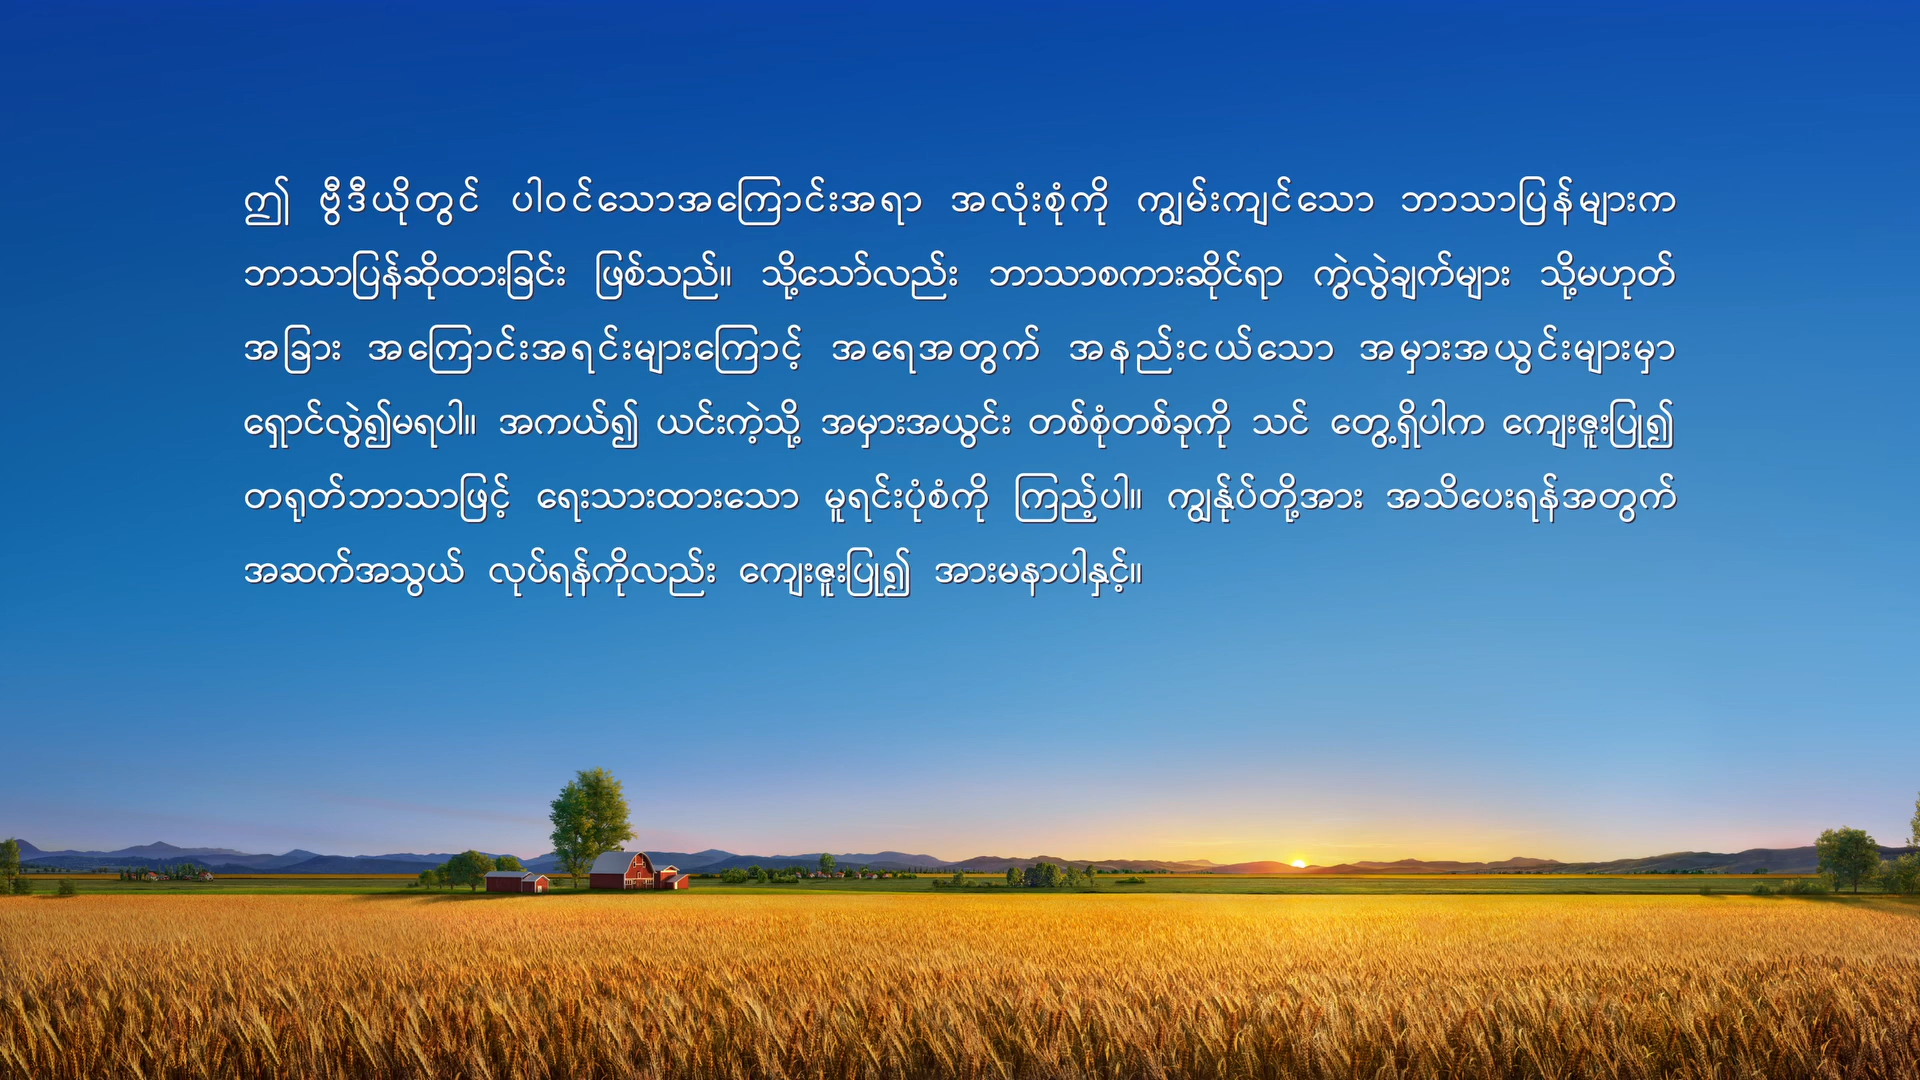 ဤ ဗွီဒီယိုတွင် ပါဝင်သောအကြောင်းအရာ အလုံးစုံကို ကျွမ်းကျင်သော ဘာသာပြန်များက
ဘာသာပြန်ဆိုထားခြင်း ဖြစ်သည်။ သို့သော်လည်း ဘာသာစကားဆိုင်ရာ ကွဲလွဲချက်များ သို့မဟုတ်
အခြား အကြောင်းအရင်းများကြောင့် အရေအတွက် အနည်းငယ်သော အမှားအယွင်းများမှာ
ရှောင်လွှဲ၍မရပါ။ အကယ်၍ ယင်းကဲ့သို့ အမှားအယွင်း တစ်စုံတစ်ခုကို သင် တွေ့ရှိပါက ကျေးဇူးပြု၍
တရုတ်ဘာသာဖြင့် ရေးသားထားသော မူရင်းပုံစံကို ကြည့်ပါ။ ကျွန်ုပ်တို့အား အသိပေးရန်အတွက်
အဆက်အသွယ် လုပ်ရန်ကိုလည်း ကျေးဇူးပြု၍ အားမနာပါနှင့်။